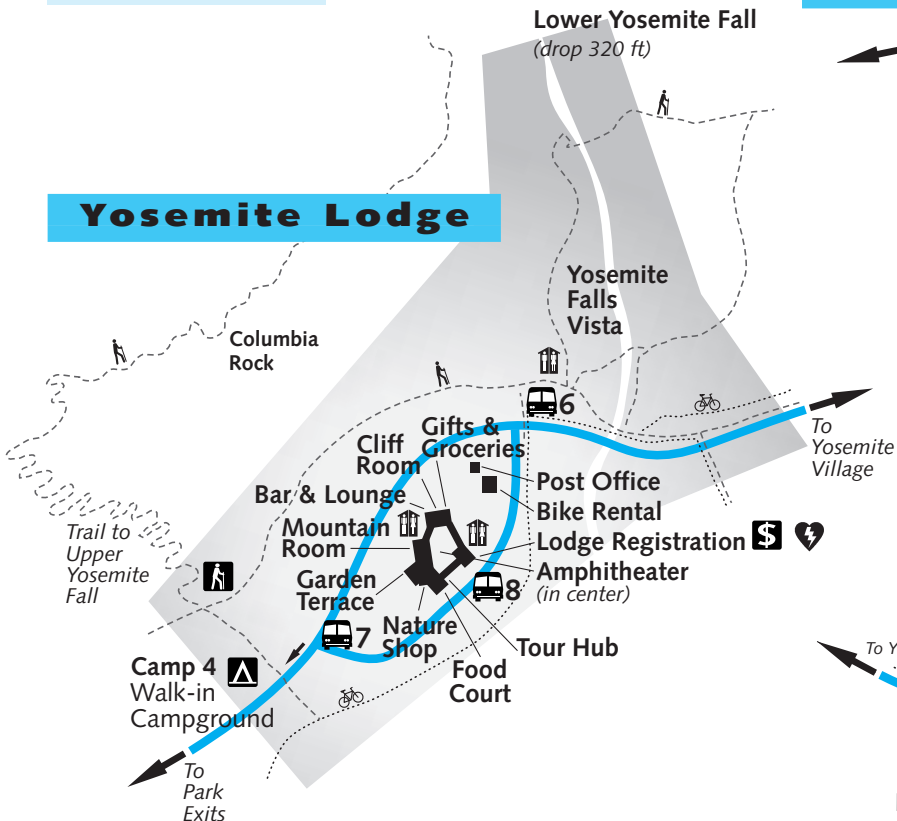 Lower Yosemite Fall
(drop 320 ft)
Yosemite Lodge
Yosemite
Falls
Vista
Columbia
Rock
6
To
Yosemite
Village
Gifts &
Groceries
Cliff
Room
Post Office
Bar & Lounge
Bike Rental
Mountain
Room
Lodge Registration
$
Amphitheater
(in center)
Trail to
Upper
Yosemite
Fall
Garden
Terrace
8
7
Nature
Shop
Tour Hub
Food
Court
Camp 4
Walk-in
Campground
To
Park
Exits
To